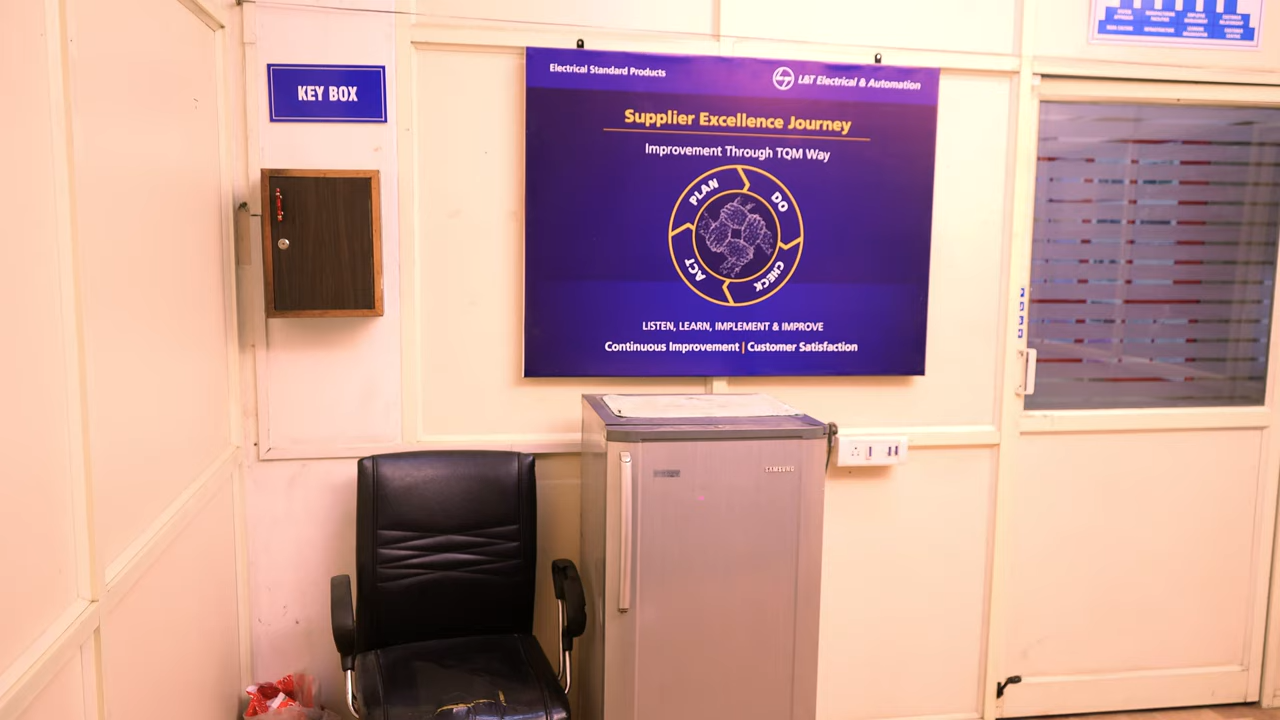 KEY BOX
Electrical Standard Products
L&T Electrical & Automation
Supplier Excellence Journey
Improvement Through TQM Way
PLAN
DO
CHECK
ACT
LISTEN, LEARN, IMPLEMENT & IMPROVE
Continuous Improvement | Customer Satisfaction
SAMSUNG